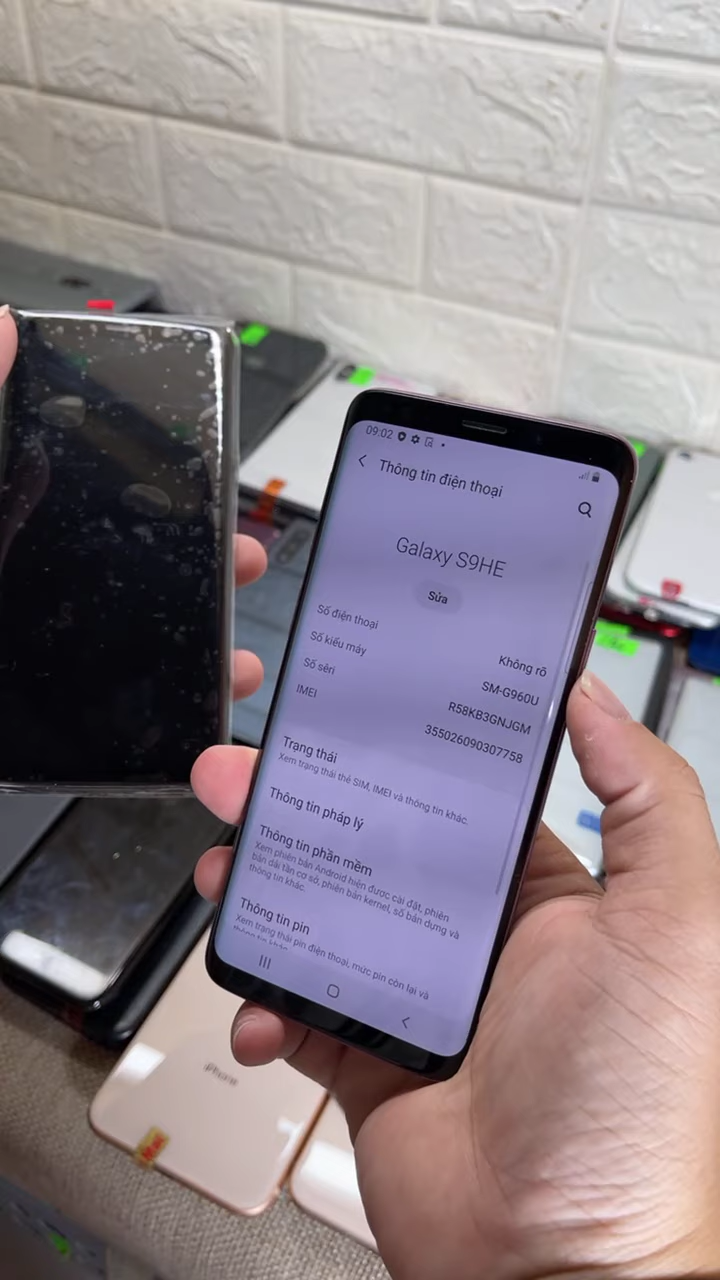 09:02
Thông tin điện thoại
Galaxy S9HE
Sửa
Số điện thoại Không rõ
Số kiểu máy SM-G960U
Số sêri R58KB3GNJGM
IMEI 355026090307758
Trạng thái
Xem trạng thái thẻ SIM, IMEI và thông tin khác.
Thông tin pháp lý
Thông tin phần mềm
Xem phiên bản Android hiện được cài đặt, phiên
bản dải tần cơ sở, phiên bản kernel, số bản dựng và
thông tin khác.
Thông tin pin
Xem trạng thái pin điện thoại, mức pin còn lại và
thông tin khác.
iPhone